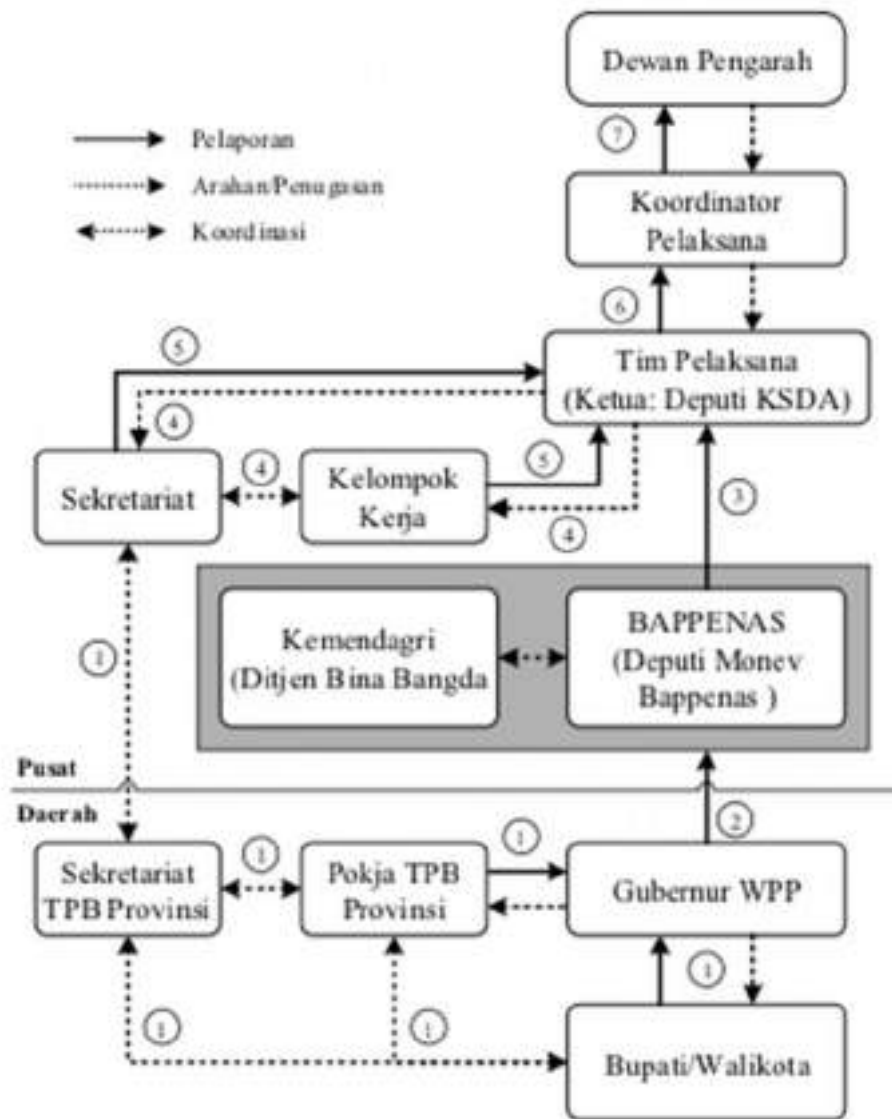 Dewan Pengarah
Pelaporan
Arahan/Penugasan
Koordinasi
7
Koordinator
Pelaksana
6
5
Tim Pelaksana
(Ketua: Deputi KSDA)
4
Sekretariat
4
Kelompok
Kerja
5
4
3
Kemendagri
(Ditjen Bina Bangda
BAPPENAS
(Deputi Monev
Bappenas )
1
Pusat
Daerah
2
Sekretariat
TPB Provinsi
1
Pokja TPB
Provinsi
1
Gubernur WPP
1
1
1
Bupati/Walikota